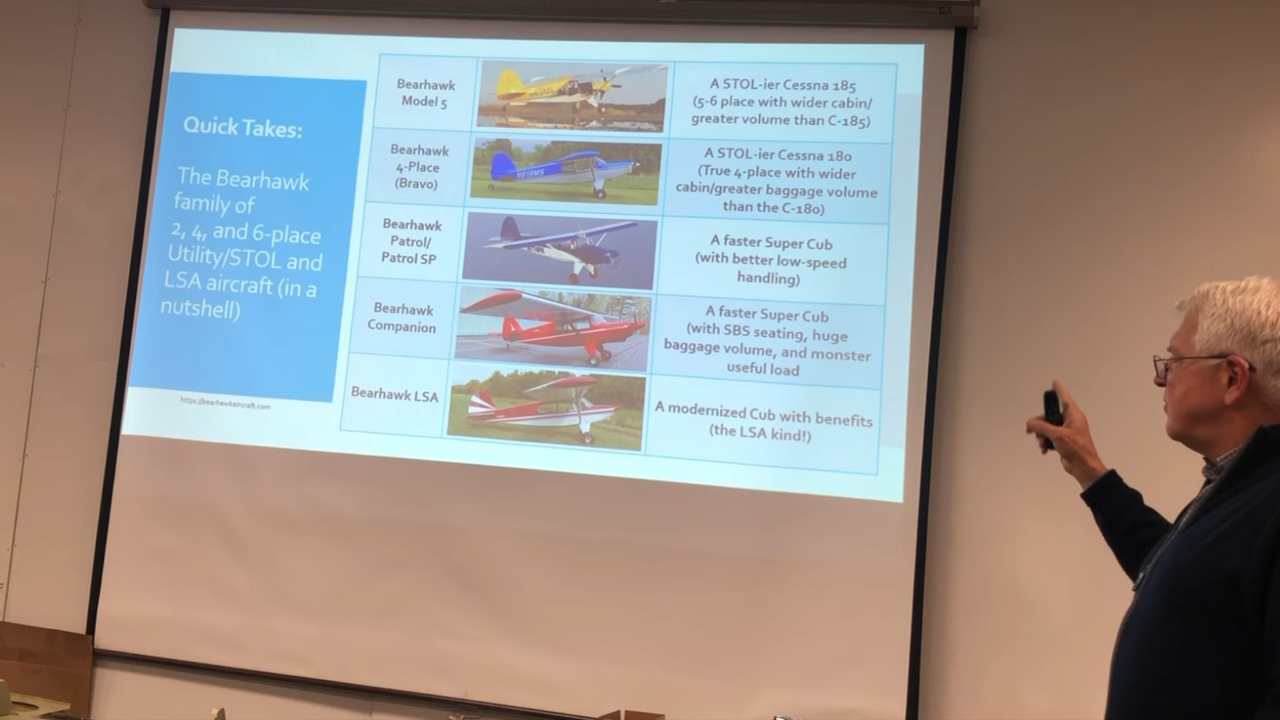 Quick Takes:
The Bearhawk
family of
2, 4, and 6-place
Utility/STOL and
LSA aircraft (in a
nutshell)
https://bearhawkaircraft.com
Bearhawk
Model 5
A STOL-ier Cessna 185
(5-6 place with wider cabin/
greater volume than C-185)
Bearhawk
4-Place
(Bravo)
A STOL-ier Cessna 180
(True 4-place with wider
cabin/greater baggage volume
than the C-180)
Bearhawk
Patrol/
Patrol SP
A faster Super Cub
(with better low-speed
handling)
Bearhawk
Companion
A faster Super Cub
(with SBS seating, huge
baggage volume, and monster
useful load
Bearhawk LSA
A modernized Cub with benefits
(the LSA kind!)